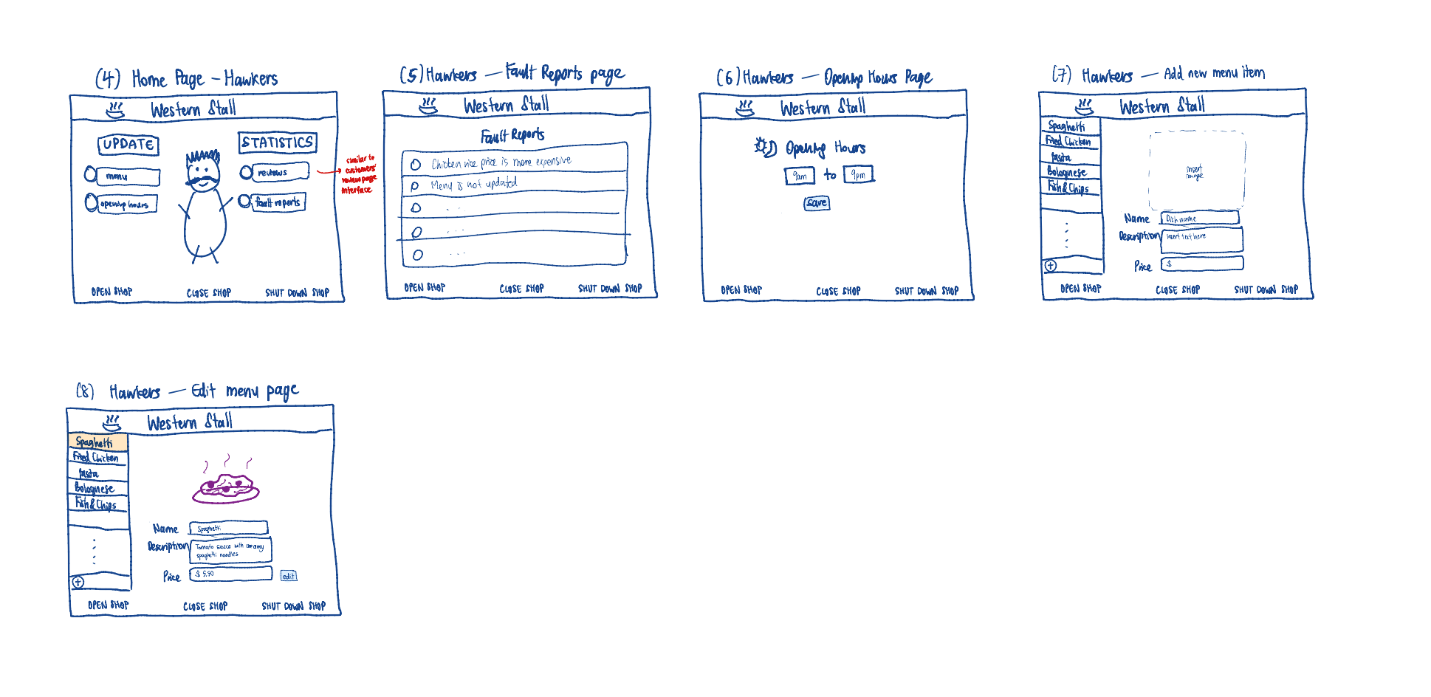 (4) Home Page - Hawkers
Western Stall
UPDATE
menu
opening hours
STATISTICS
reviews
fault reports
similar to
customers'
review page
interface
OPEN SHOP
CLOSE SHOP
SHUT DOWN SHOP
(5) Hawkers — Fault Reports page
Western Stall
Fault Reports
Chicken rice price is more expensive
Menu is not updated
...
...
...
OPEN SHOP
CLOSE SHOP
SHUT DOWN SHOP
(6) Hawkers — Opening Hours Page
Western Stall
Opening Hours
9am to 9pm
save
OPEN SHOP
CLOSE SHOP
SHUT DOWN SHOP
(7) Hawkers — Add new menu item
Western Stall
Spaghetti
Fried Chicken
Pasta
Bolognese
Fish & Chips
+
insert
image
Name
Dish name
Description
insert text here
Price
$
OPEN SHOP
CLOSE SHOP
SHUT DOWN SHOP
(8) Hawkers — Edit menu page
Western Stall
Spaghetti
Fried Chicken
Pasta
Bolognese
Fish & Chips
+
Name
Spaghetti
Description
Tomato sauce with
spaghetti noodles
Price
$ 5.90
edit
OPEN SHOP
CLOSE SHOP
SHUT DOWN SHOP